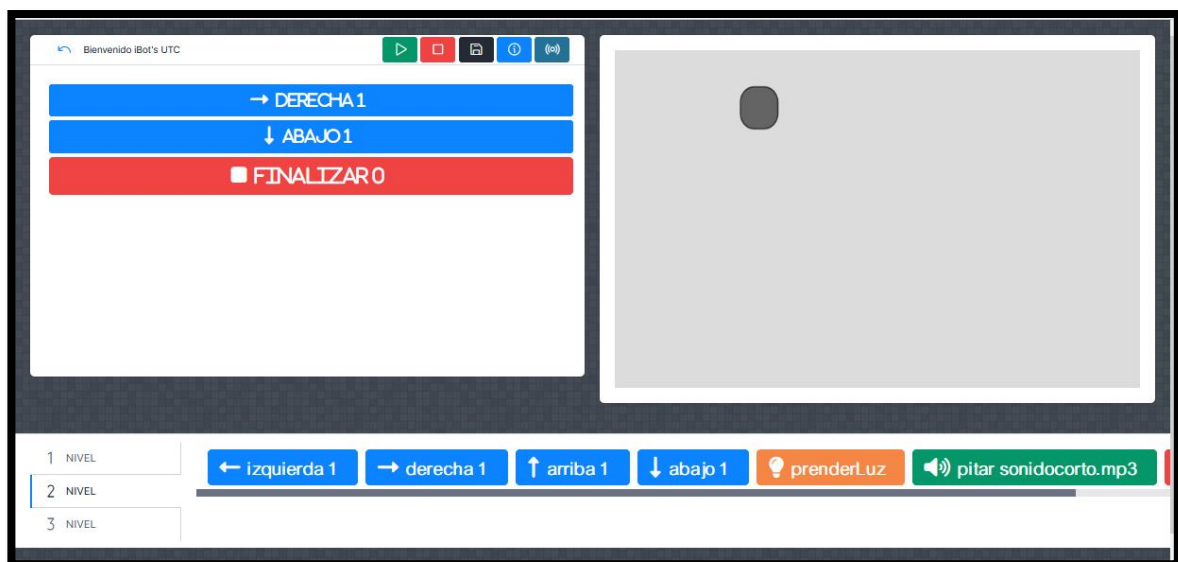 Bienvenido iBot's UTC
→ DERECHA 1
↓ ABAJO 1
FINALIZAR 0
1 NIVEL
2 NIVEL
3 NIVEL
← izquierda 1
→ derecha 1
↑ arriba 1
↓ abajo 1
prenderLuz
pitar sonidocorto.mp3